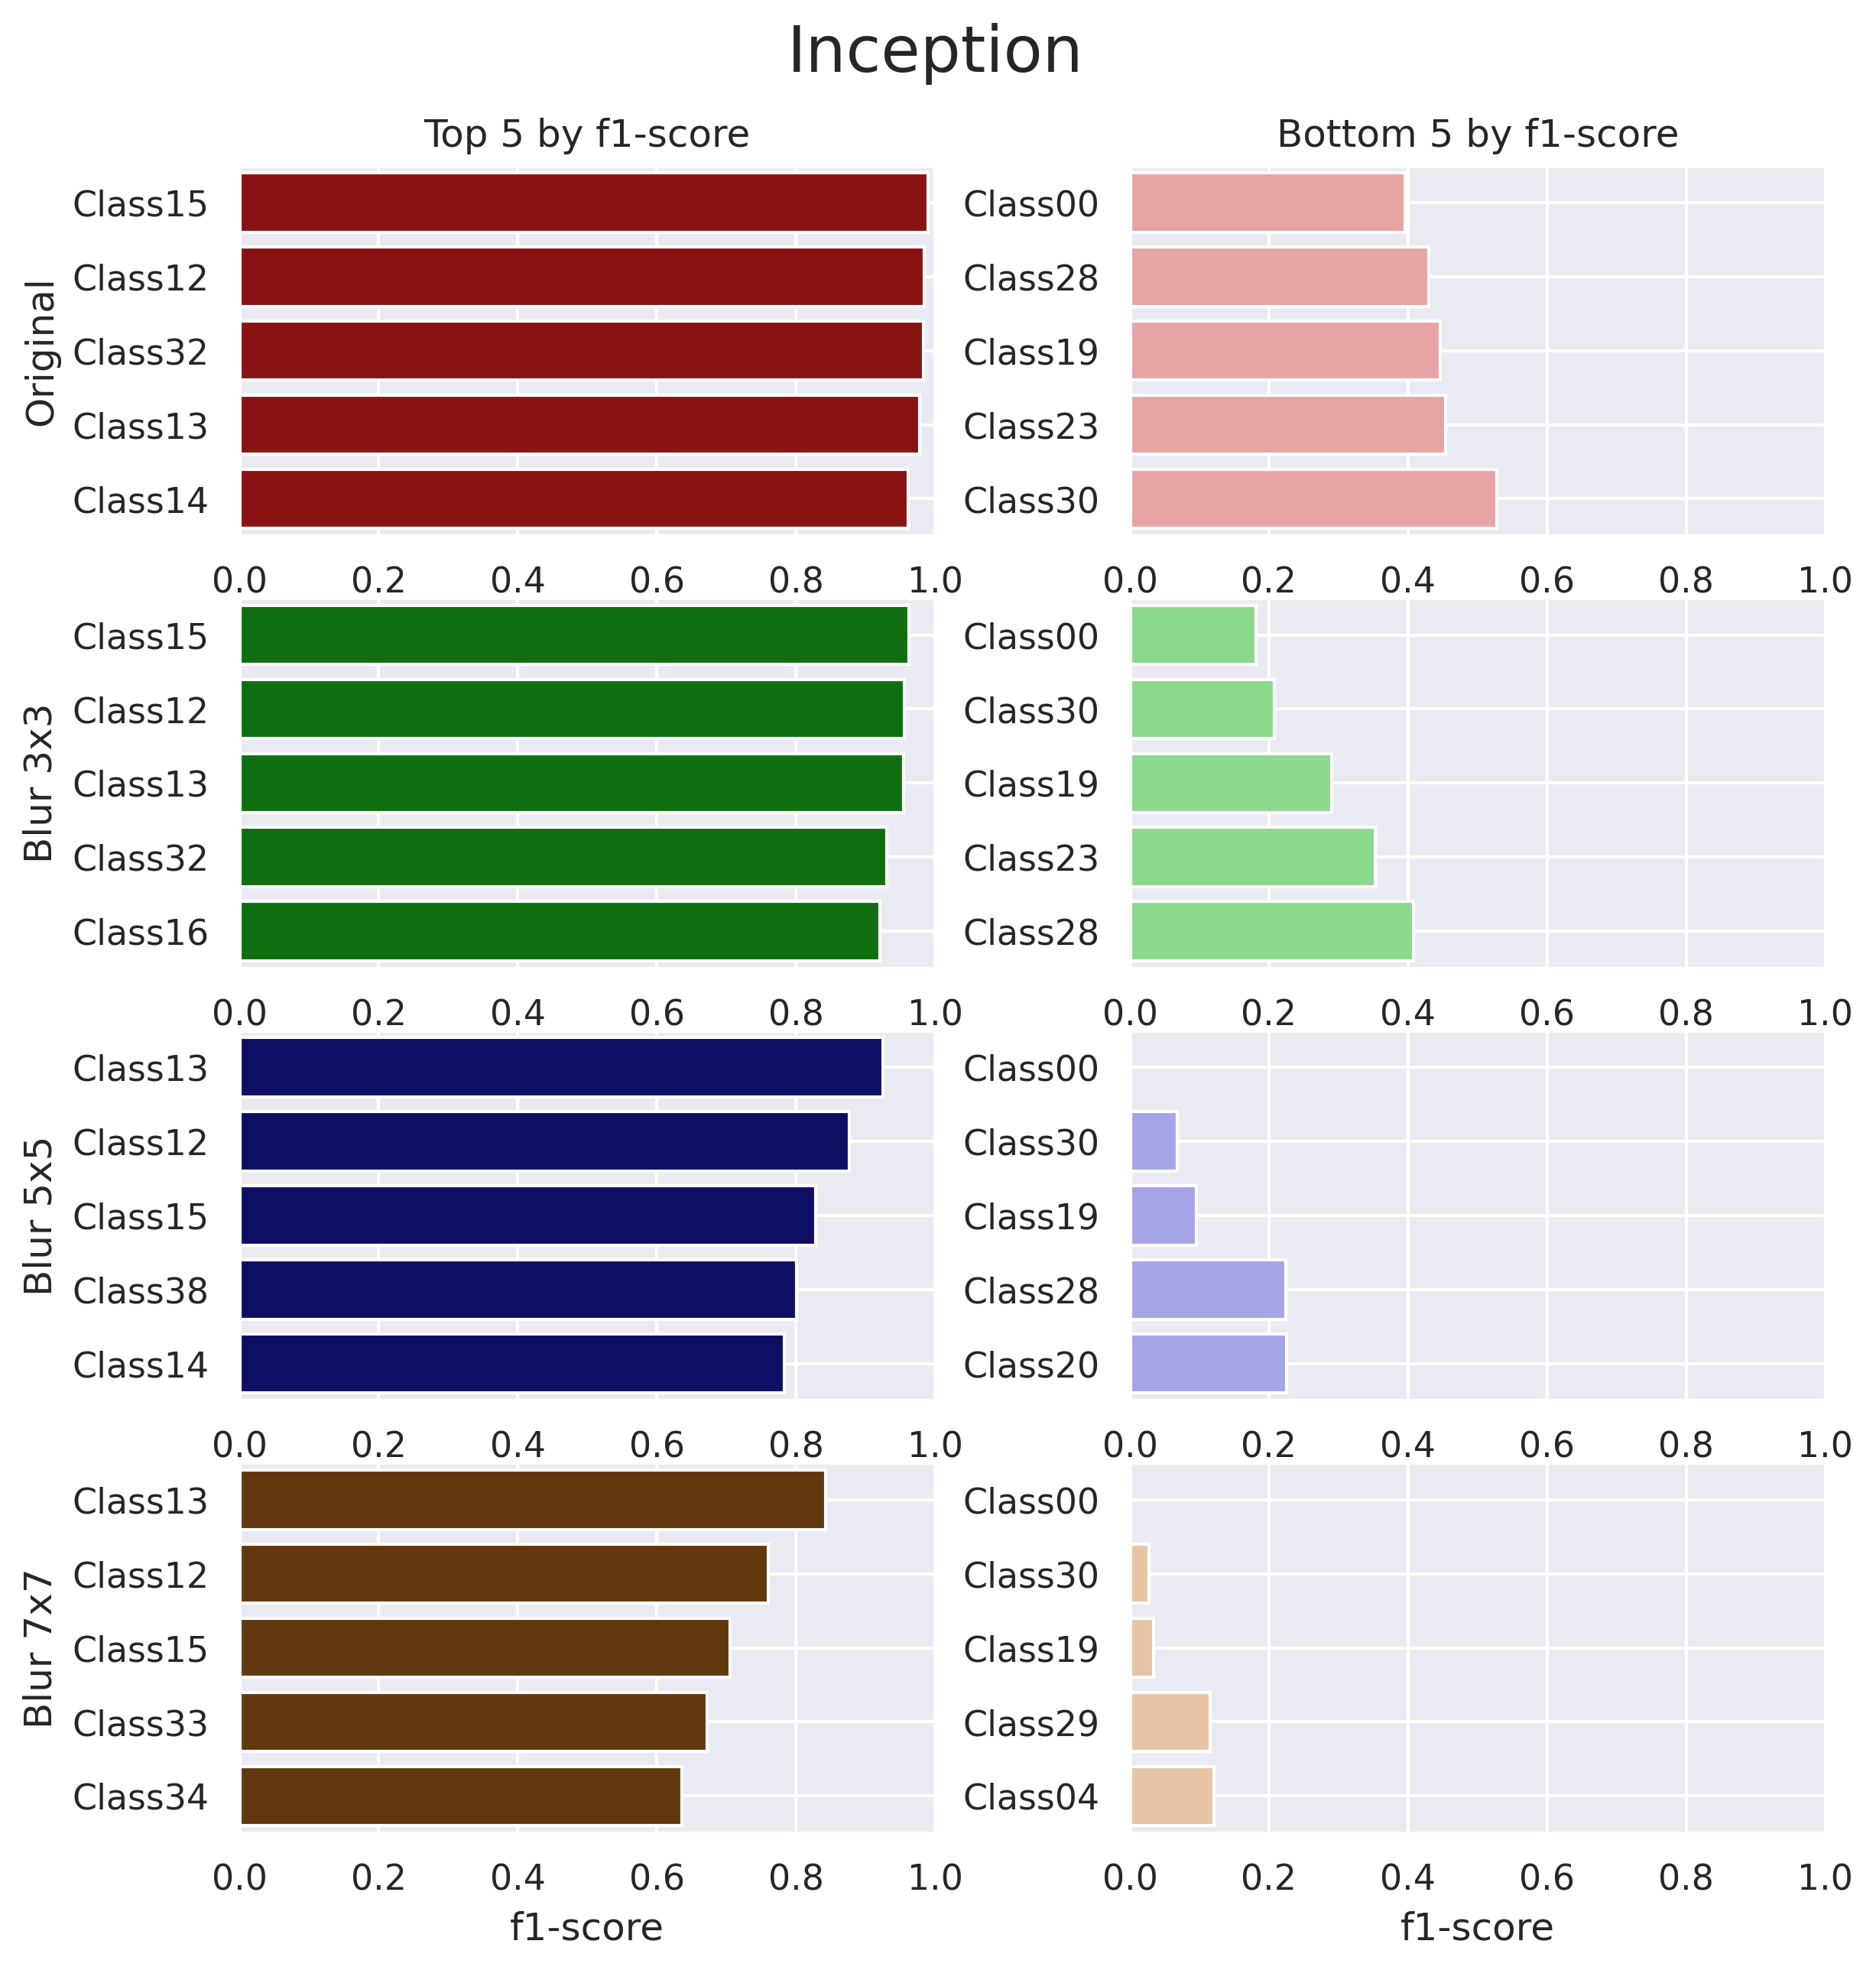 Inception
Top 5 by f1-score
Bottom 5 by f1-score
Original
Class15
Class12
Class32
Class13
Class14
0.0 0.2 0.4 0.6 0.8 1.0
Class00
Class28
Class19
Class23
Class30
0.0 0.2 0.4 0.6 0.8 1.0
Blur 3x3
Class15
Class12
Class13
Class32
Class16
0.0 0.2 0.4 0.6 0.8 1.0
Class00
Class30
Class19
Class23
Class28
0.0 0.2 0.4 0.6 0.8 1.0
Blur 5x5
Class13
Class12
Class15
Class38
Class14
0.0 0.2 0.4 0.6 0.8 1.0
Class00
Class30
Class19
Class28
Class20
0.0 0.2 0.4 0.6 0.8 1.0
Blur 7x7
Class13
Class12
Class15
Class33
Class34
0.0 0.2 0.4 0.6 0.8 1.0
f1-score
Class00
Class30
Class19
Class29
Class04
0.0 0.2 0.4 0.6 0.8 1.0
f1-score